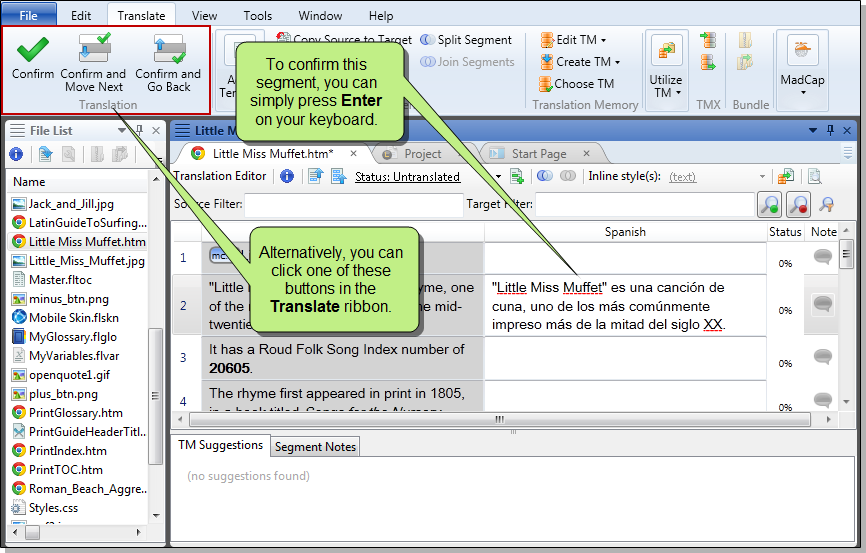 File Edit Translate View Tools Window Help
Confirm
Confirm and
Move Next
Confirm and
Go Back
Translation
Copy Source to Target
Split Segment
Join Segments
Edit TM
Create TM
Choose TM
Translation Memory
Utilize
TM
TMX
Bundle
MadCap
To confirm this
segment, you can
simply press Enter
on your keyboard.
File List
Name
Jack_and_Jill.jpg
LatinGuideToSurfing...
Little Miss Muffet.htm
Little_Miss_Muffet.jpg
Master.fltoc
minus_btn.png
Mobile Skin.flskn
MyGlossary.flglo
MyVariables.flvar
openquote1.gif
plus_btn.png
PrintGlossary.htm
PrintGuideHeaderTitl...
PrintIndex.htm
PrintTOC.htm
Roman_Beach_Aggre...
Styles.css
Little M
Little Miss Muffet.htm* Project Start Page
Translation Editor Status: Untranslated Inline style(s): (text)
Source Filter: Target Filter:
Spanish Status Note
1 0%
2 "Little yme, one
of the mid-
twentie
"Little Miss Muffet" es una canción de
cuna, uno de los más comúnmente
impreso más de la mitad del siglo XX.
0%
Alternatively, you can
click one of these
buttons in the
Translate ribbon.
3 It has a Roud Folk Song Index number of
20605.
0%
4 The rhyme first appeared in print in 1805,
in a book titled Songs for the Nursery
0%
TM Suggestions Segment Notes
(no suggestions found)